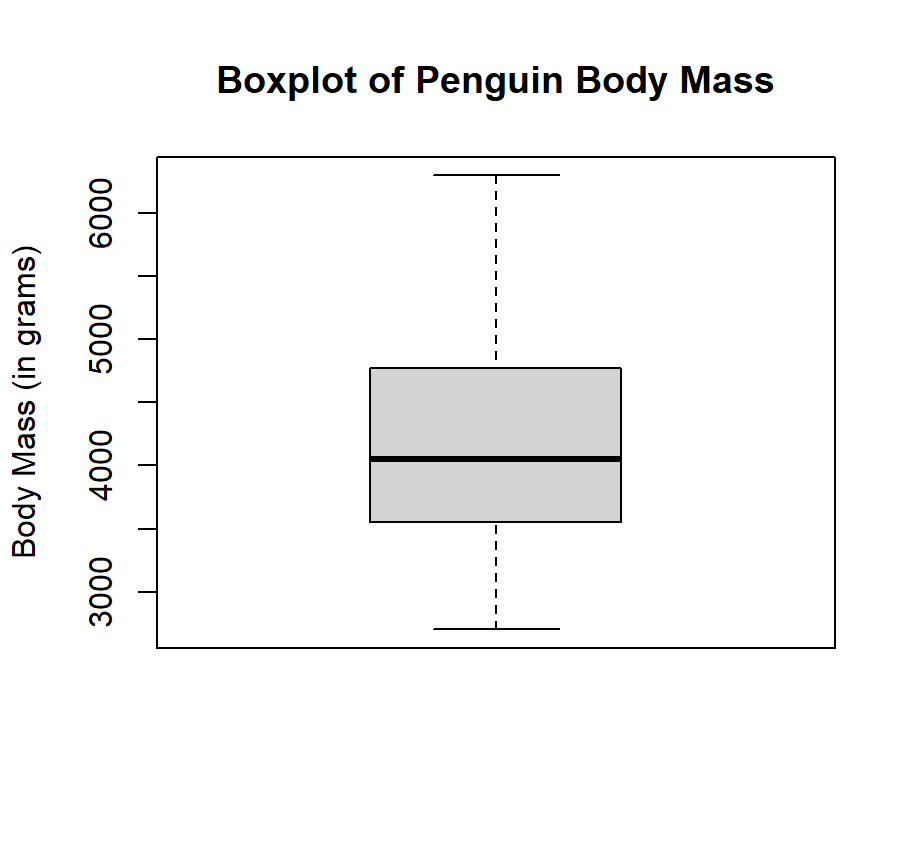 Boxplot of Penguin Body Mass
Body Mass (in grams)
6000
5000
4000
3000